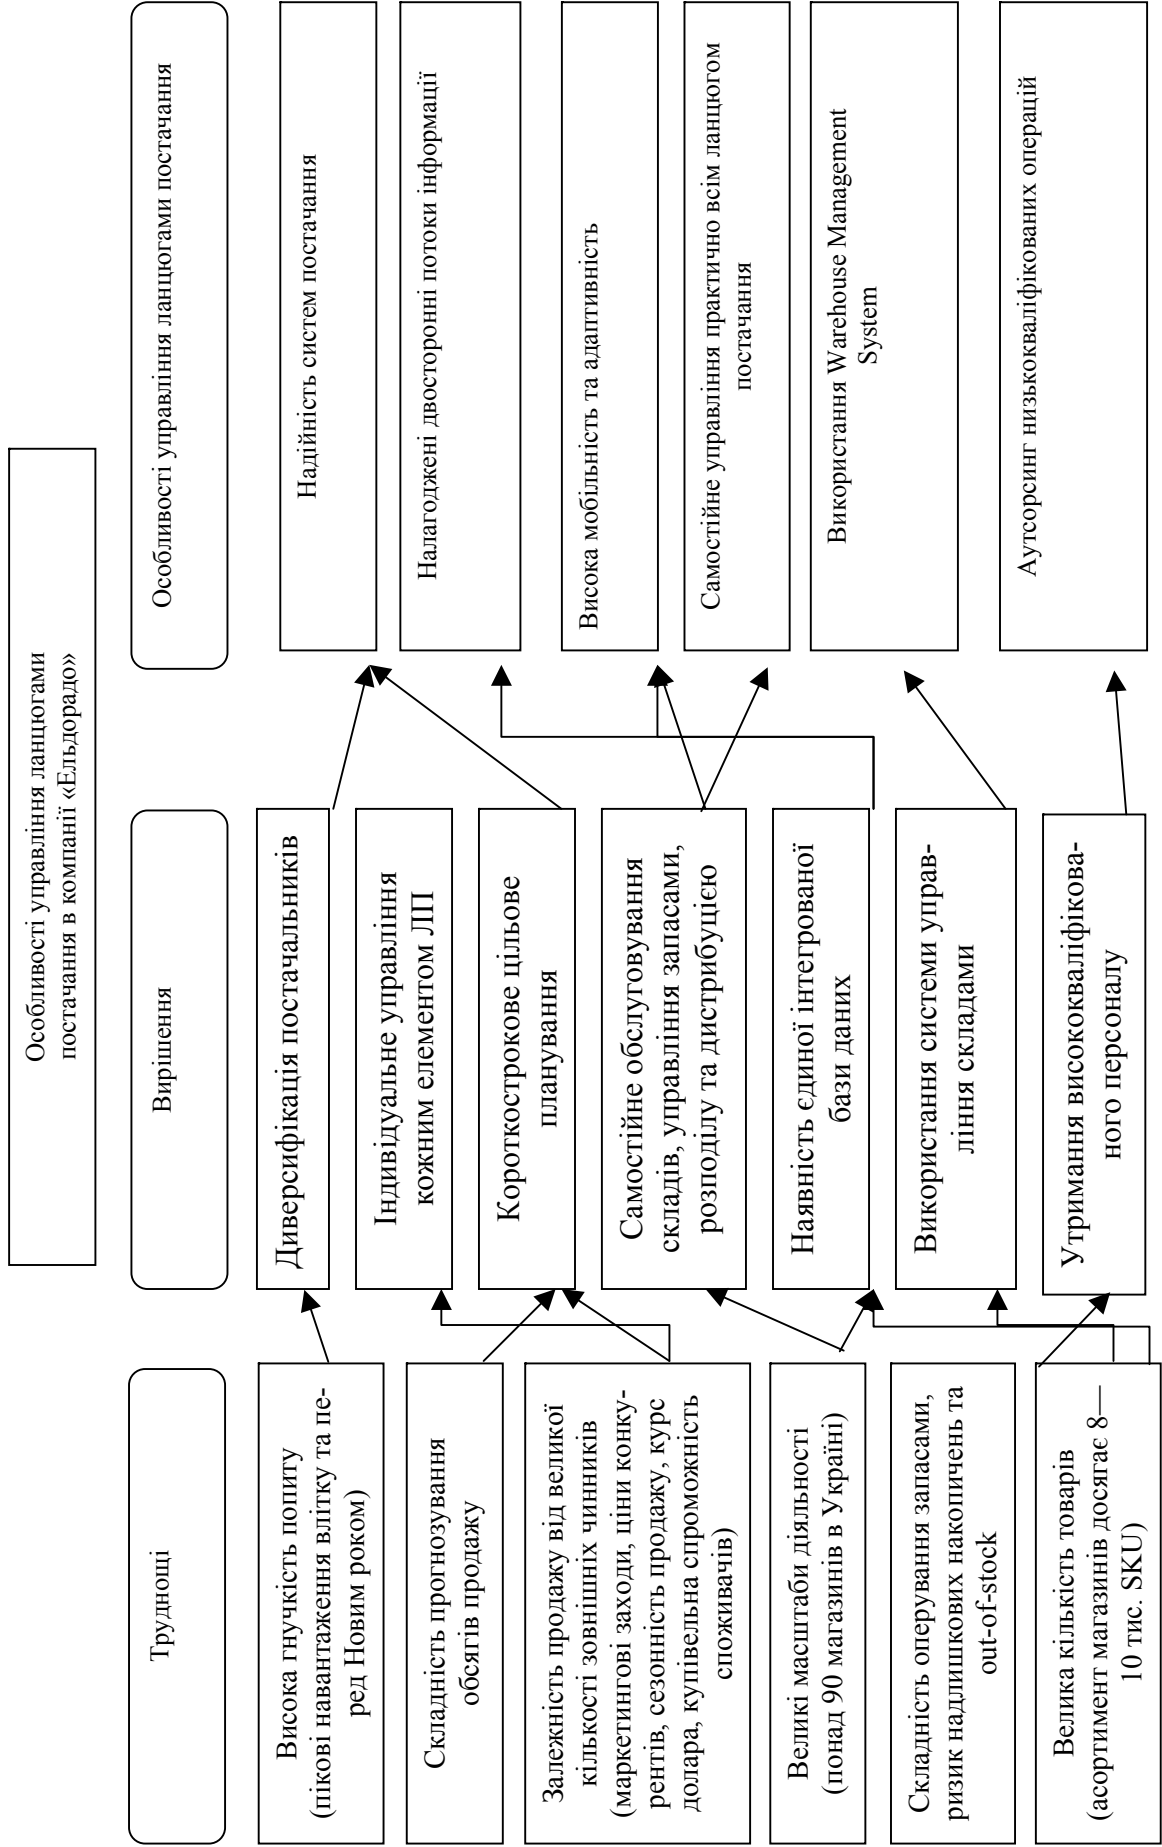 Особливості управління ланцюгами
постачання в компанії «Ельдорадо»
Труднощі
Вирішення
Особливості управління ланцюгами постачання
Висока гнучкість попиту
(пікові навантаження влітку та пе-
ред Новим роком)
Складність прогнозування
обсягів продажу
Залежність продажу від великої
кількості зовнішніх чинників
(маркетингові заходи, ціни конку-
рентів, сезонність продажу, курс
долара, купівельна спроможність
споживачів)
Великі масштаби діяльності
(понад 90 магазинів в Україні)
Складність оперування запасами,
ризик надлишкових накопичень та
out-of-stock
Велика кількість товарів
(асортимент магазинів досягає 8—
10 тис. SKU)
Диверсифікація постачальників
Індивідуальне управління
кожним елементом ЛП
Короткострокове цільове
планування
Самостійне обслуговування
складів, управління запасами,
розподілу та дистрибуцією
Наявність єдиної інтегрованої
бази даних
Використання системи управ-
ління складами
Утримання висококваліфікова-
ного персоналу
Надійність систем постачання
Налагоджені двосторонні потоки інформації
Висока мобільність та адаптивність
Самостійне управління практично всім ланцюгом
постачання
Використання Warehouse Management
System
Аутсорсинг низькокваліфікованих операцій